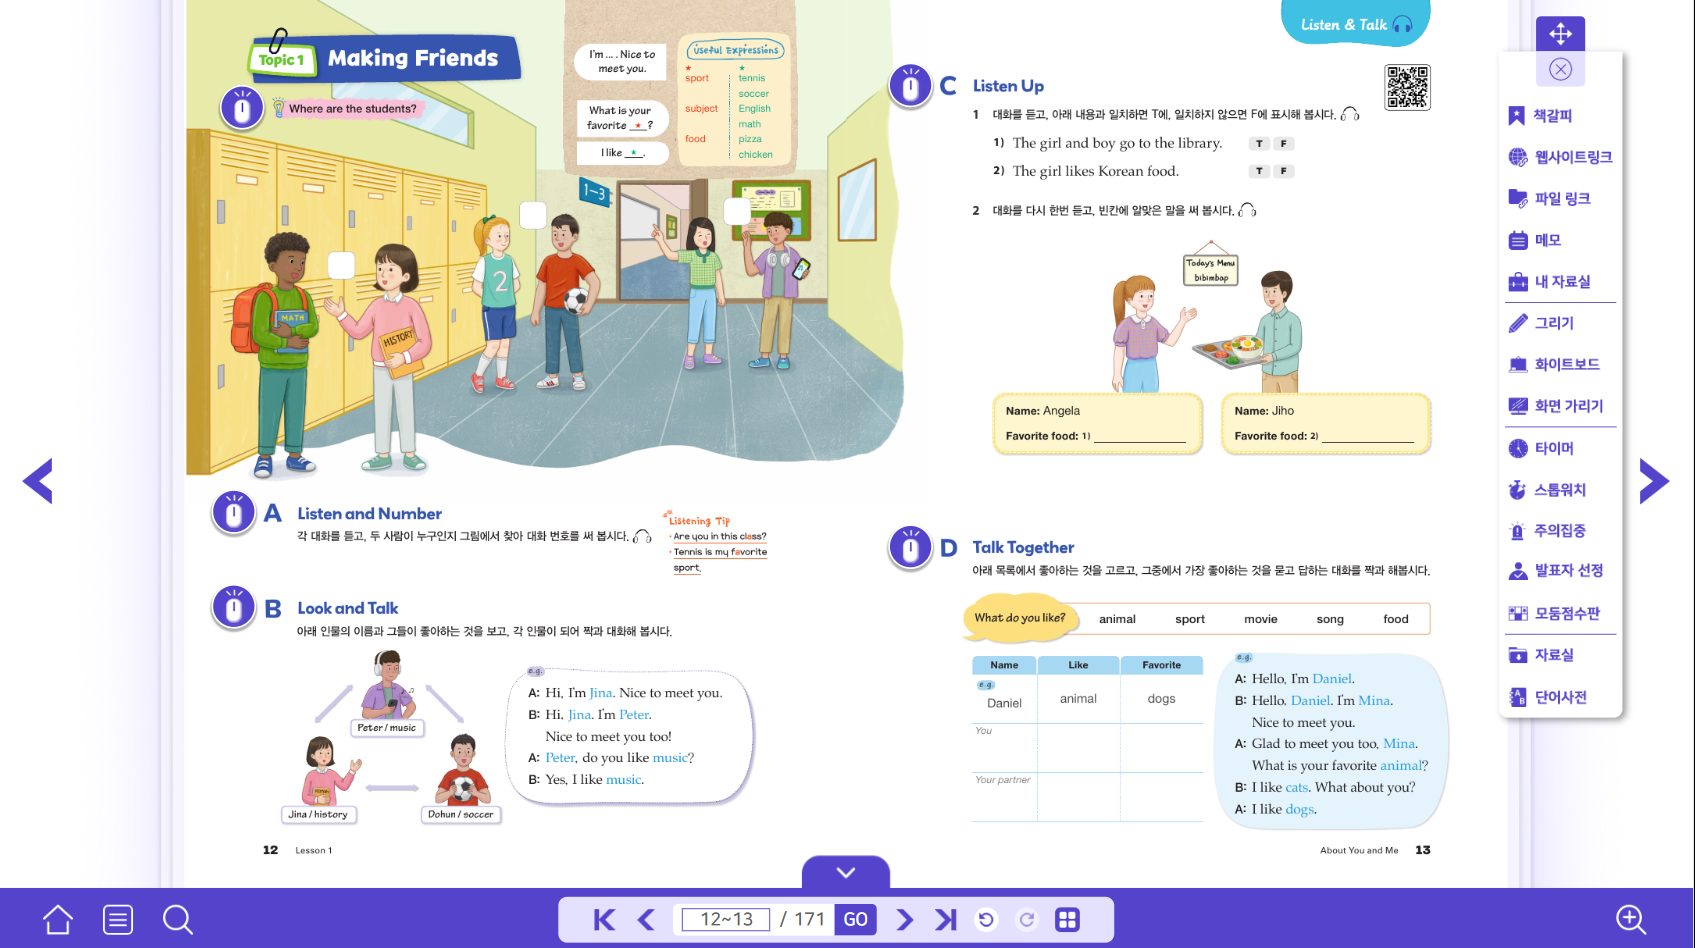 Topic 1
Making Friends
Where are the students?
I'm ... . Nice to
meet you.
What is your
favorite __★__?
I like __★__.
Useful Expressions
★ ★
sport tennis
soccer
subject English
math
food pizza
chicken
1-3
MATH
HISTORY
2
A Listen and Number
각 대화를 듣고, 두 사람이 누구인지 그림에서 찾아 대화 번호를 써 봅시다.
Listening Tip
• Are you in this class?
• Tennis is my favorite
sport.
B Look and Talk
아래 인물의 이름과 그들이 좋아하는 것을 보고, 각 인물이 되어 짝과 대화해 봅시다.
Peter / music
Jina / history
Dohun / soccer
e.g.
A: Hi, I'm Jina. Nice to meet you.
B: Hi, Jina. I'm Peter.
Nice to meet you too!
A: Peter, do you like music?
B: Yes, I like music.
12 Lesson 1
Listen & Talk
C Listen Up
1 대화를 듣고, 아래 내용과 일치하면 T에, 일치하지 않으면 F에 표시해 봅시다.
1) The girl and boy go to the library. T F
2) The girl likes Korean food. T F
2 대화를 다시 한번 듣고, 빈칸에 알맞은 말을 써 봅시다.
Today's Menu
bibimbap
Name: Angela
Favorite food: 1)
Name: Jiho
Favorite food: 2)
D Talk Together
아래 목록에서 좋아하는 것을 고르고, 그중에서 가장 좋아하는 것을 묻고 답하는 대화를 짝과 해봅시다.
What do you like? animal sport movie song food
Name Like Favorite
e.g.
Daniel animal dogs
You
Your partner
e.g.
A: Hello, I'm Daniel.
B: Hello, Daniel. I'm Mina.
Nice to meet you.
A: Glad to meet you too, Mina.
What is your favorite animal?
B: I like cats. What about you?
A: I like dogs.
About You and Me 13
책갈피
웹사이트링크
파일 링크
메모
내 자료실
그리기
화이트보드
화면 가리기
타이머
스톱워치
주의집중
발표자 선정
모둠점수판
자료실
단어사전
12~13 / 171 GO